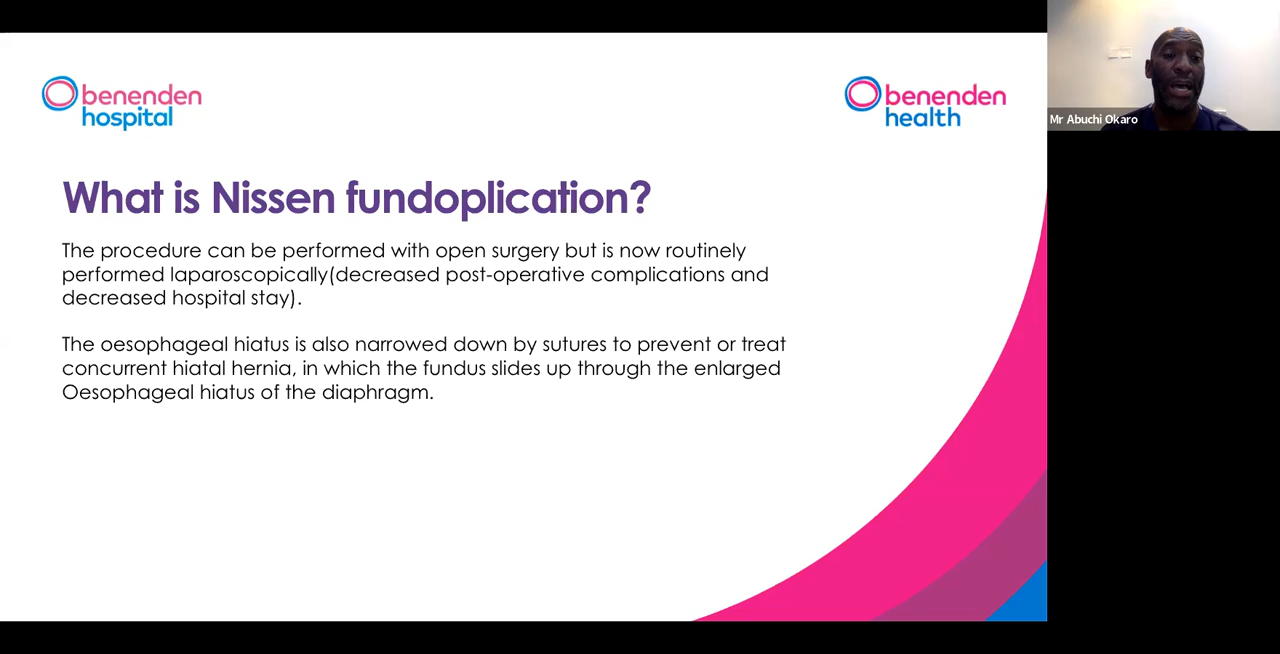 benenden
hospital
benenden
health
Mr Abuchi Okaro
What is Nissen fundoplication?
The procedure can be performed with open surgery but is now routinely
performed laparoscopically(decreased post-operative complications and
decreased hospital stay).
The oesophageal hiatus is also narrowed down by sutures to prevent or treat
concurrent hiatal hernia, in which the fundus slides up through the enlarged
Oesophageal hiatus of the diaphragm.